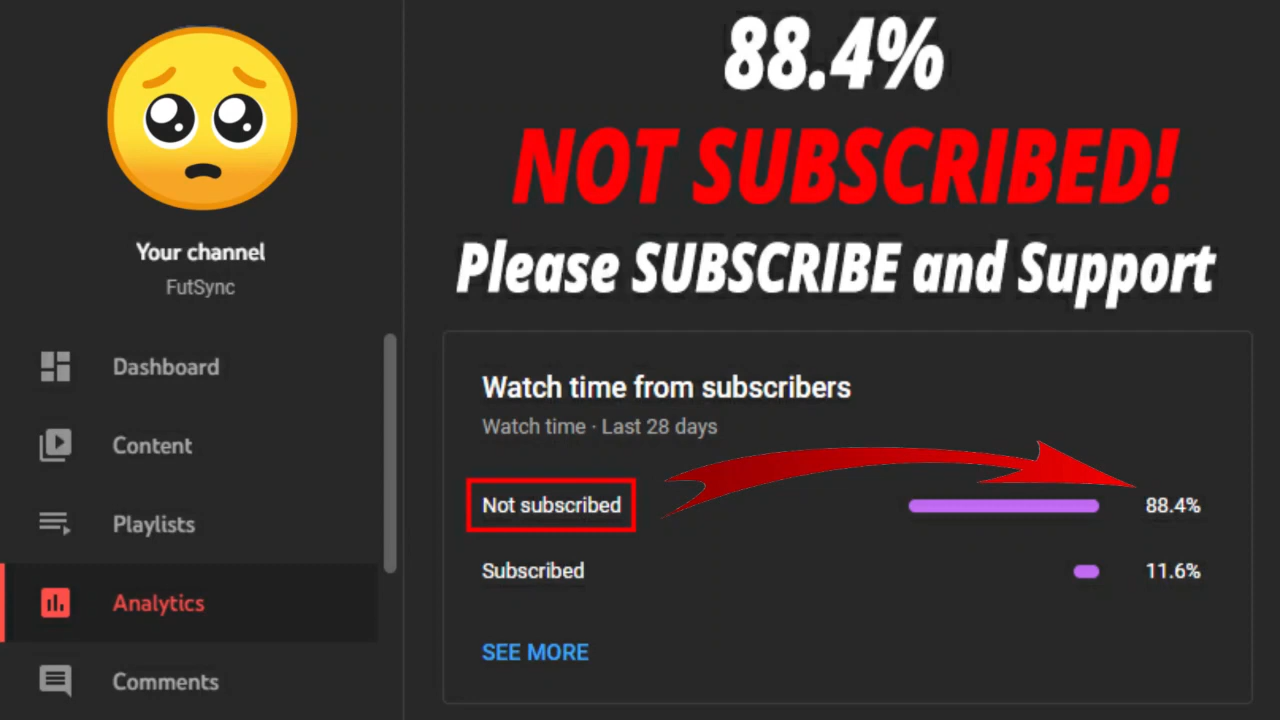 Your channel
FutSync
Dashboard
Content
Playlists
Analytics
Comments
88.4%
NOT SUBSCRIBED!
Please SUBSCRIBE and Support
Watch time from subscribers
Watch time · Last 28 days
Not subscribed 88.4%
Subscribed 11.6%
SEE MORE